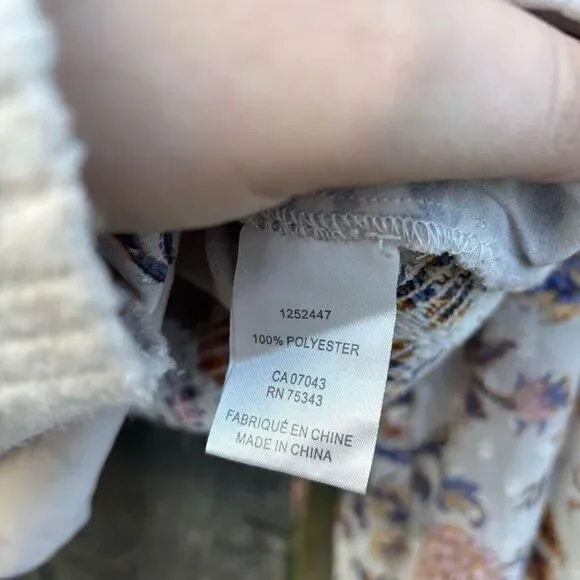 1252447
100% POLYESTER
CA 07043
RN 75343
FABRIQUÉ EN CHINE
MADE IN CHINA